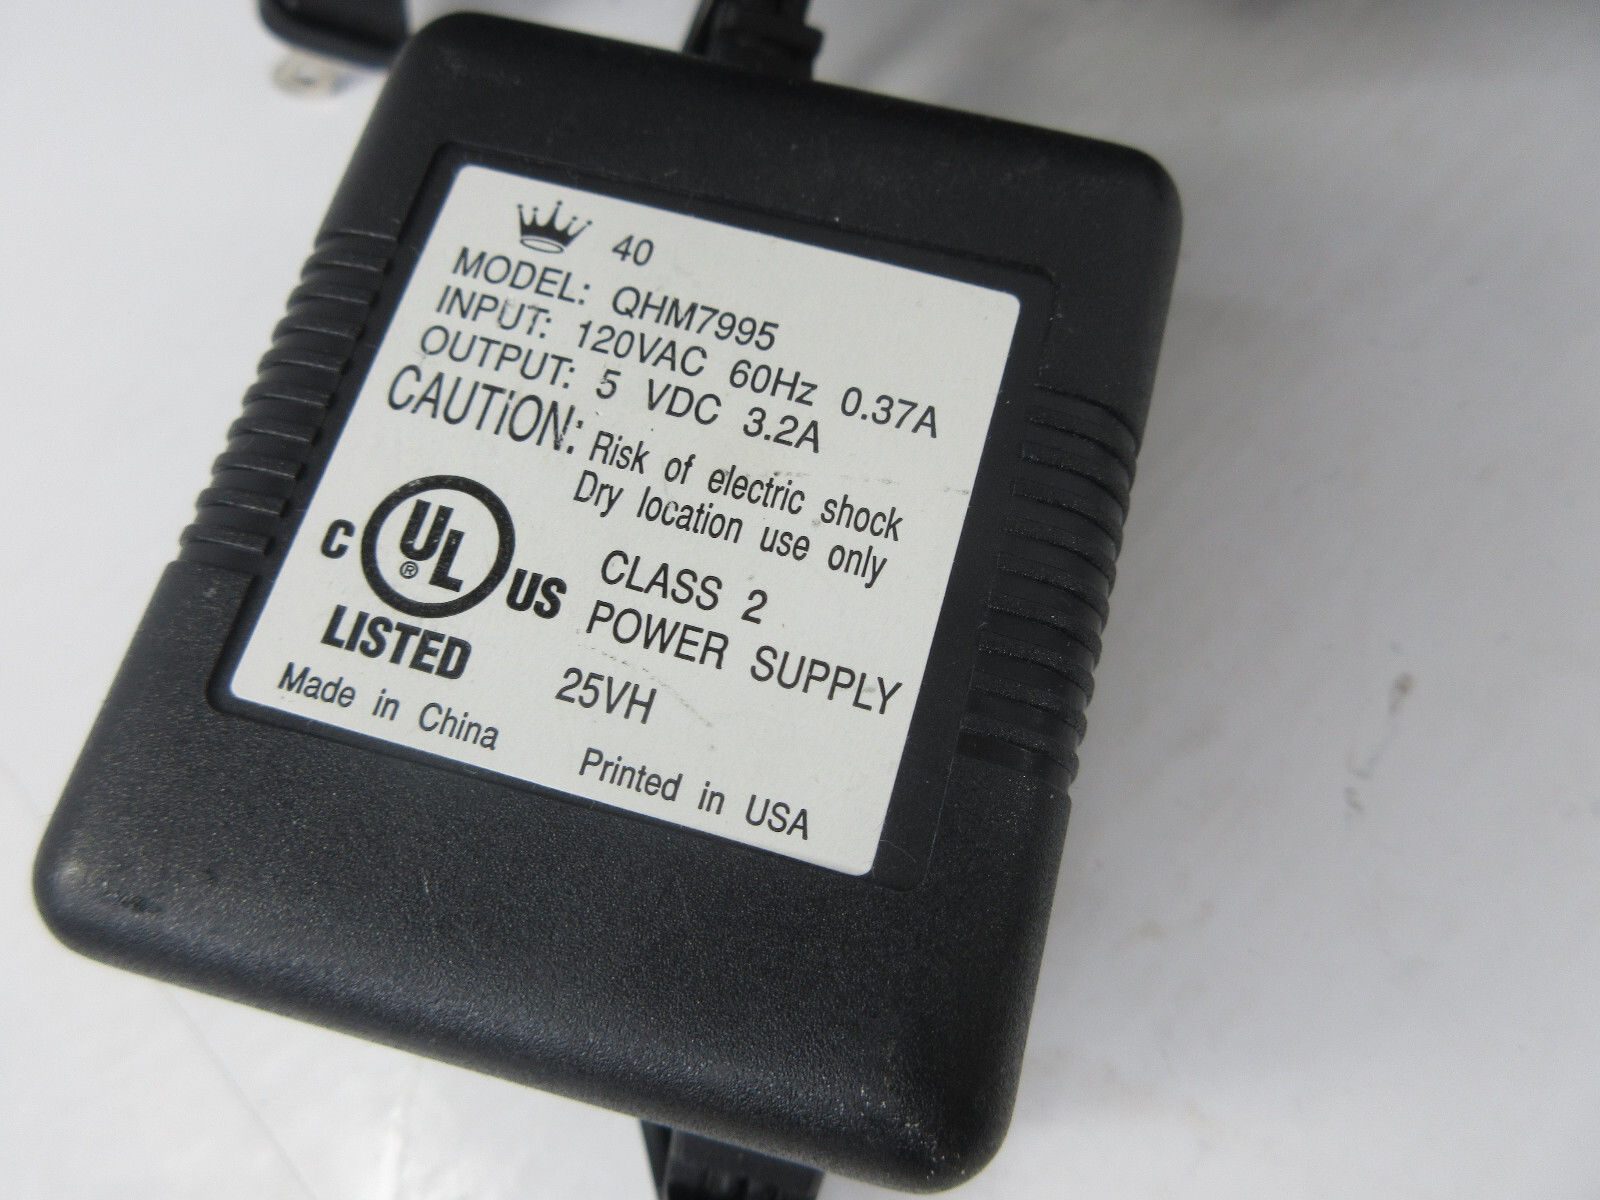 40
MODEL: QHM7995
INPUT: 120VAC 60Hz 0.37A
OUTPUT: 5 VDC 3.2A
CAUTiON: Risk of electric shock
Dry location use only
C UL ® US
LISTED
CLASS 2
POWER SUPPLY
25VH
Made in China
Printed in USA